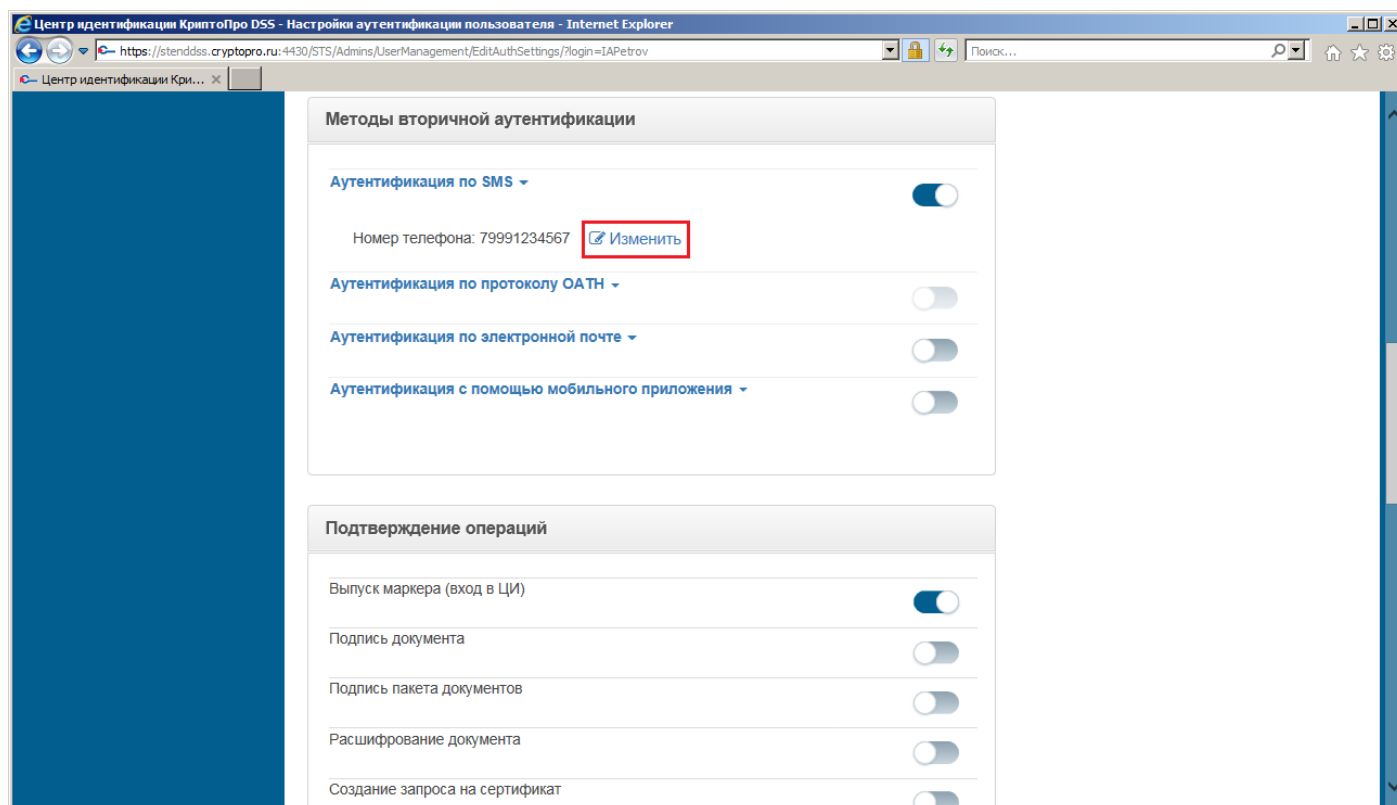 Центр идентификации КриптоПро DSS - Настройки аутентификации пользователя - Internet Explorer
https://stenddss.cryptopro.ru:4430/STS/Admins/UserManagement/EditAuthSettings/?login=IAPetrov
Поиск...
Центр идентификации Кри...
Методы вторичной аутентификации
Аутентификация по SMS
Номер телефона: 79991234567 Изменить
Аутентификация по протоколу OATH
Аутентификация по электронной почте
Аутентификация с помощью мобильного приложения
Подтверждение операций
Выпуск маркера (вход в ЦИ)
Подпись документа
Подпись пакета документов
Расшифрование документа
Создание запроса на сертификат